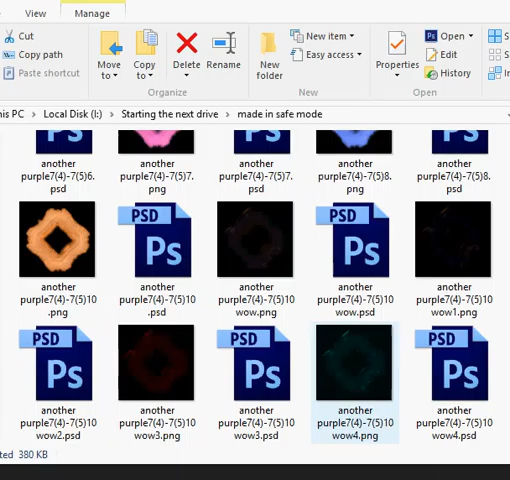 View
Manage
Cut
Copy path
Paste shortcut
Move to
Copy to
Delete
Rename
New folder
New item
Easy access
Properties
Open
Edit
History
Organize
New
Open
his PC > Local Disk (I:) > Starting the next drive > made in safe mode
another purple7(4)-7(5)6.psd
another purple7(4)-7(5)7.png
another purple7(4)-7(5)7.psd
another purple7(4)-7(5)8.png
another purple7(4)-7(5)8.psd
PSD
Ps
PSD
Ps
another purple7(4)-7(5)10.png
another purple7(4)-7(5)10.psd
another purple7(4)-7(5)10wow.png
another purple7(4)-7(5)10wow.psd
another purple7(4)-7(5)10wow1.png
PSD
Ps
PSD
Ps
PSD
Ps
another purple7(4)-7(5)10wow2.psd
another purple7(4)-7(5)10wow3.png
another purple7(4)-7(5)10wow3.psd
another purple7(4)-7(5)10wow4.png
another purple7(4)-7(5)10wow4.psd
cted 380 KB